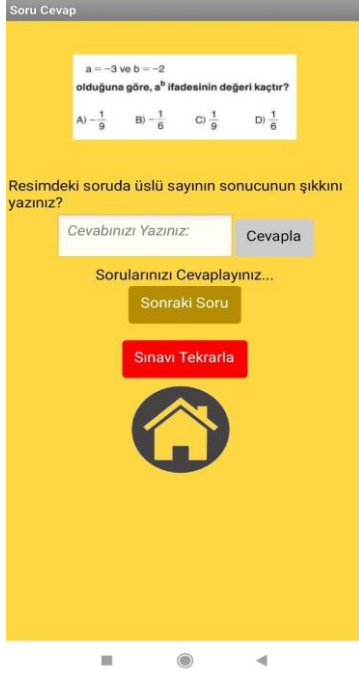 Soru Cevap
a = −3 ve b = −2
olduğuna göre, aᵇ ifadesinin değeri kaçtır?
A) −1/9 B) −1/6 C) 1/9 D) 1/6
Resimdeki soruda üslü sayının sonucunun şıkkını
yazınız?
Cevabınızı Yazınız: Cevapla
Sorularınızı Cevaplayınız...
Sonraki Soru
Sınavı Tekrarla